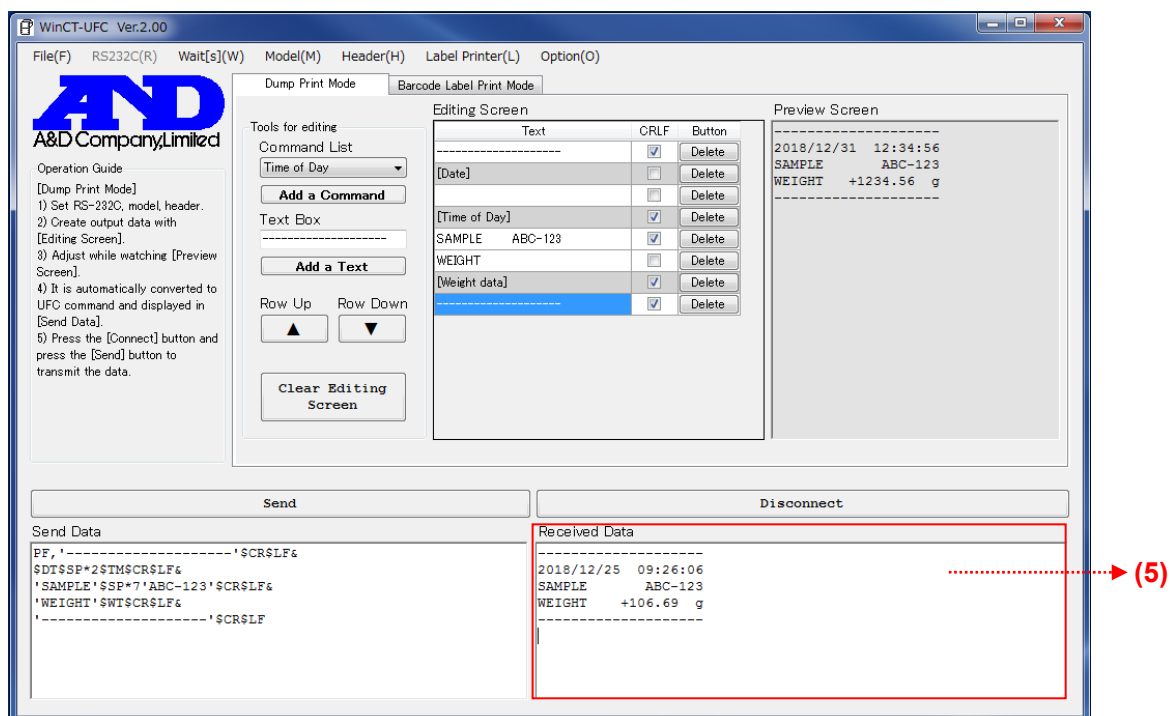 WinCT-UFC Ver.2.00
File(F) RS232C(R) Wait[s](W) Model(M) Header(H) Label Printer(L) Option(O)
AND
A&D Company,Limited
Operation Guide
[Dump Print Mode]
1) Set RS-232C, model, header.
2) Create output data with
[Editing Screen].
3) Adjust while watching [Preview
Screen].
4) It is automatically converted to
UFC command and displayed in
[Send Data].
5) Press the [Connect] button and
press the [Send] button to
transmit the data.
Dump Print Mode Barcode Label Print Mode
Tools for editing
Command List
Time of Day
Add a Command
Text Box
--------------------
Add a Text
Row Up Row Down
▲ ▼
Clear Editing
Screen
Editing Screen
Text CRLF Button
-------------------- Delete
[Date] Delete
Delete
[Time of Day] Delete
SAMPLE       ABC-123 Delete
WEIGHT Delete
[Weight data] Delete
-------------------- Delete
Preview Screen
--------------------
2018/12/31  12:34:56
SAMPLE       ABC-123
WEIGHT   +1234.56  g
--------------------
Send Disconnect
Send Data
PF,'--------------------'$CR$LF&
$DT$SP*2$TM$CR$LF&
'SAMPLE'$SP*7'ABC-123'$CR$LF&
'WEIGHT'$WT$CR$LF&
'--------------------'$CR$LF
Received Data
--------------------
2018/12/25  09:26:06
SAMPLE       ABC-123
WEIGHT    +106.69  g
--------------------
(5)